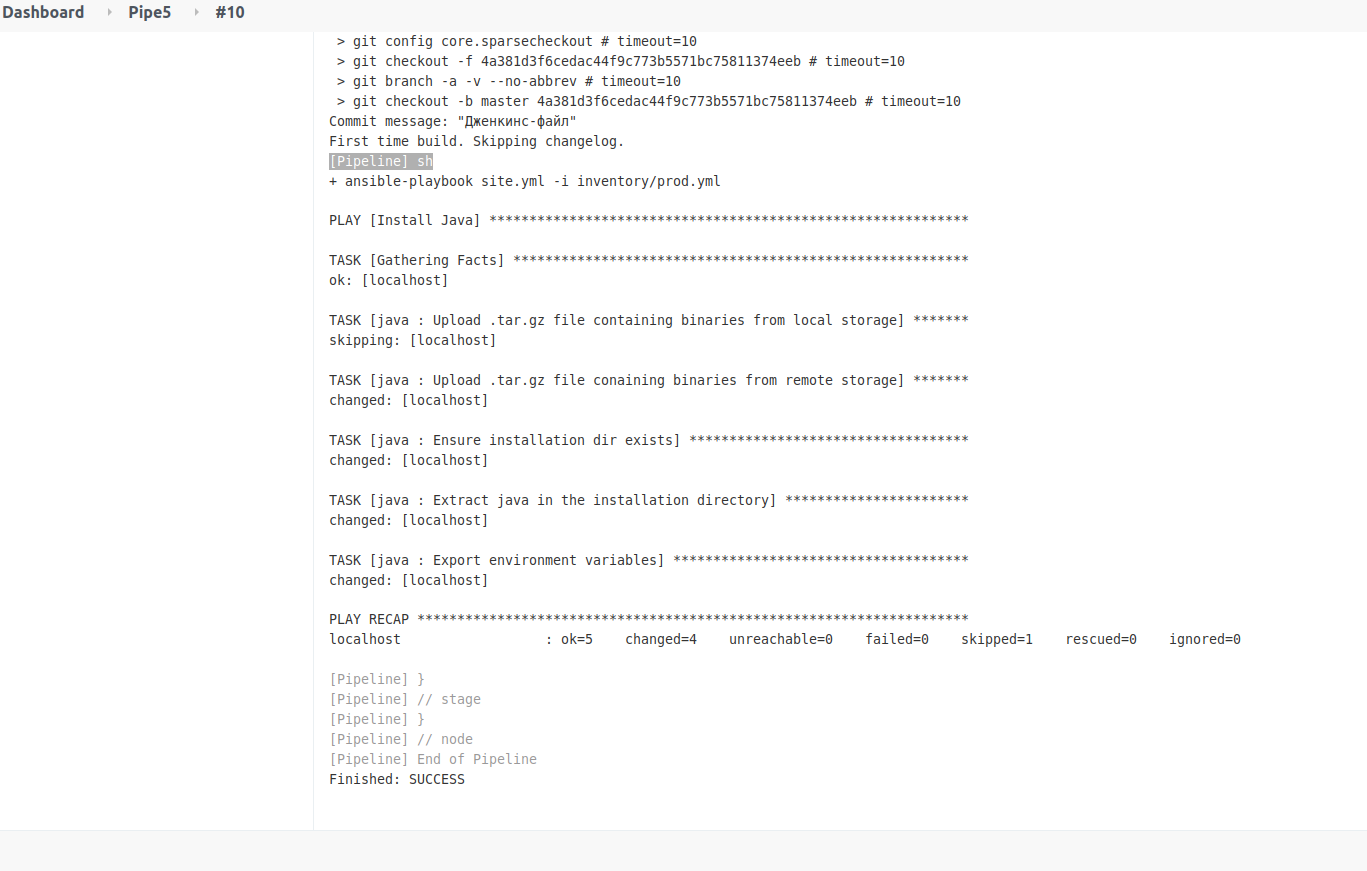 Dashboard Pipe5 #10
> git config core.sparsecheckout # timeout=10
> git checkout -f 4a381d3f6cedac44f9c773b5571bc75811374eeb # timeout=10
> git branch -a -v --no-abbrev # timeout=10
> git checkout -b master 4a381d3f6cedac44f9c773b5571bc75811374eeb # timeout=10
Commit message: "Дженкинс-файл"
First time build. Skipping changelog.
[Pipeline] sh
+ ansible-playbook site.yml -i inventory/prod.yml
PLAY [Install Java] ************************************************************
TASK [Gathering Facts] *********************************************************
ok: [localhost]
TASK [java : Upload .tar.gz file containing binaries from local storage] *******
skipping: [localhost]
TASK [java : Upload .tar.gz file conaining binaries from remote storage] *******
changed: [localhost]
TASK [java : Ensure installation dir exists] ***********************************
changed: [localhost]
TASK [java : Extract java in the installation directory] ***********************
changed: [localhost]
TASK [java : Export environment variables] *************************************
changed: [localhost]
PLAY RECAP *********************************************************************
localhost                  : ok=5    changed=4    unreachable=0    failed=0    skipped=1    rescued=0    ignored=0
[Pipeline] }
[Pipeline] // stage
[Pipeline] }
[Pipeline] // node
[Pipeline] End of Pipeline
Finished: SUCCESS